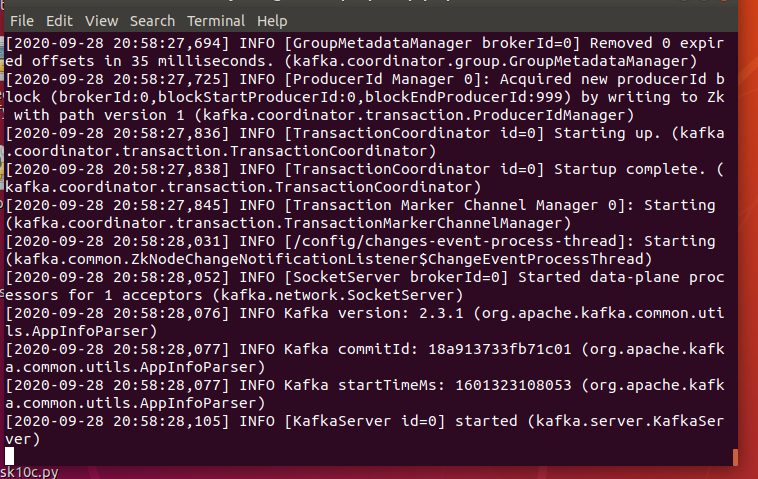 File Edit View Search Terminal Help
[2020-09-28 20:58:27,694] INFO [GroupMetadataManager brokerId=0] Removed 0 expir
ed offsets in 35 milliseconds. (kafka.coordinator.group.GroupMetadataManager)
[2020-09-28 20:58:27,725] INFO [ProducerId Manager 0]: Acquired new producerId b
lock (brokerId:0,blockStartProducerId:0,blockEndProducerId:999) by writing to Zk
 with path version 1 (kafka.coordinator.transaction.ProducerIdManager)
[2020-09-28 20:58:27,836] INFO [TransactionCoordinator id=0] Starting up. (kafka
.coordinator.transaction.TransactionCoordinator)
[2020-09-28 20:58:27,838] INFO [TransactionCoordinator id=0] Startup complete. (
kafka.coordinator.transaction.TransactionCoordinator)
[2020-09-28 20:58:27,845] INFO [Transaction Marker Channel Manager 0]: Starting
(kafka.coordinator.transaction.TransactionMarkerChannelManager)
[2020-09-28 20:58:28,031] INFO [/config/changes-event-process-thread]: Starting
(kafka.common.ZkNodeChangeNotificationListener$ChangeEventProcessThread)
[2020-09-28 20:58:28,052] INFO [SocketServer brokerId=0] Started data-plane proc
essors for 1 acceptors (kafka.network.SocketServer)
[2020-09-28 20:58:28,076] INFO Kafka version: 2.3.1 (org.apache.kafka.common.uti
ls.AppInfoParser)
[2020-09-28 20:58:28,077] INFO Kafka commitId: 18a913733fb71c01 (org.apache.kafk
a.common.utils.AppInfoParser)
[2020-09-28 20:58:28,077] INFO Kafka startTimeMs: 1601323108053 (org.apache.kafk
a.common.utils.AppInfoParser)
[2020-09-28 20:58:28,105] INFO [KafkaServer id=0] started (kafka.server.KafkaSer
ver)
sk10c.py